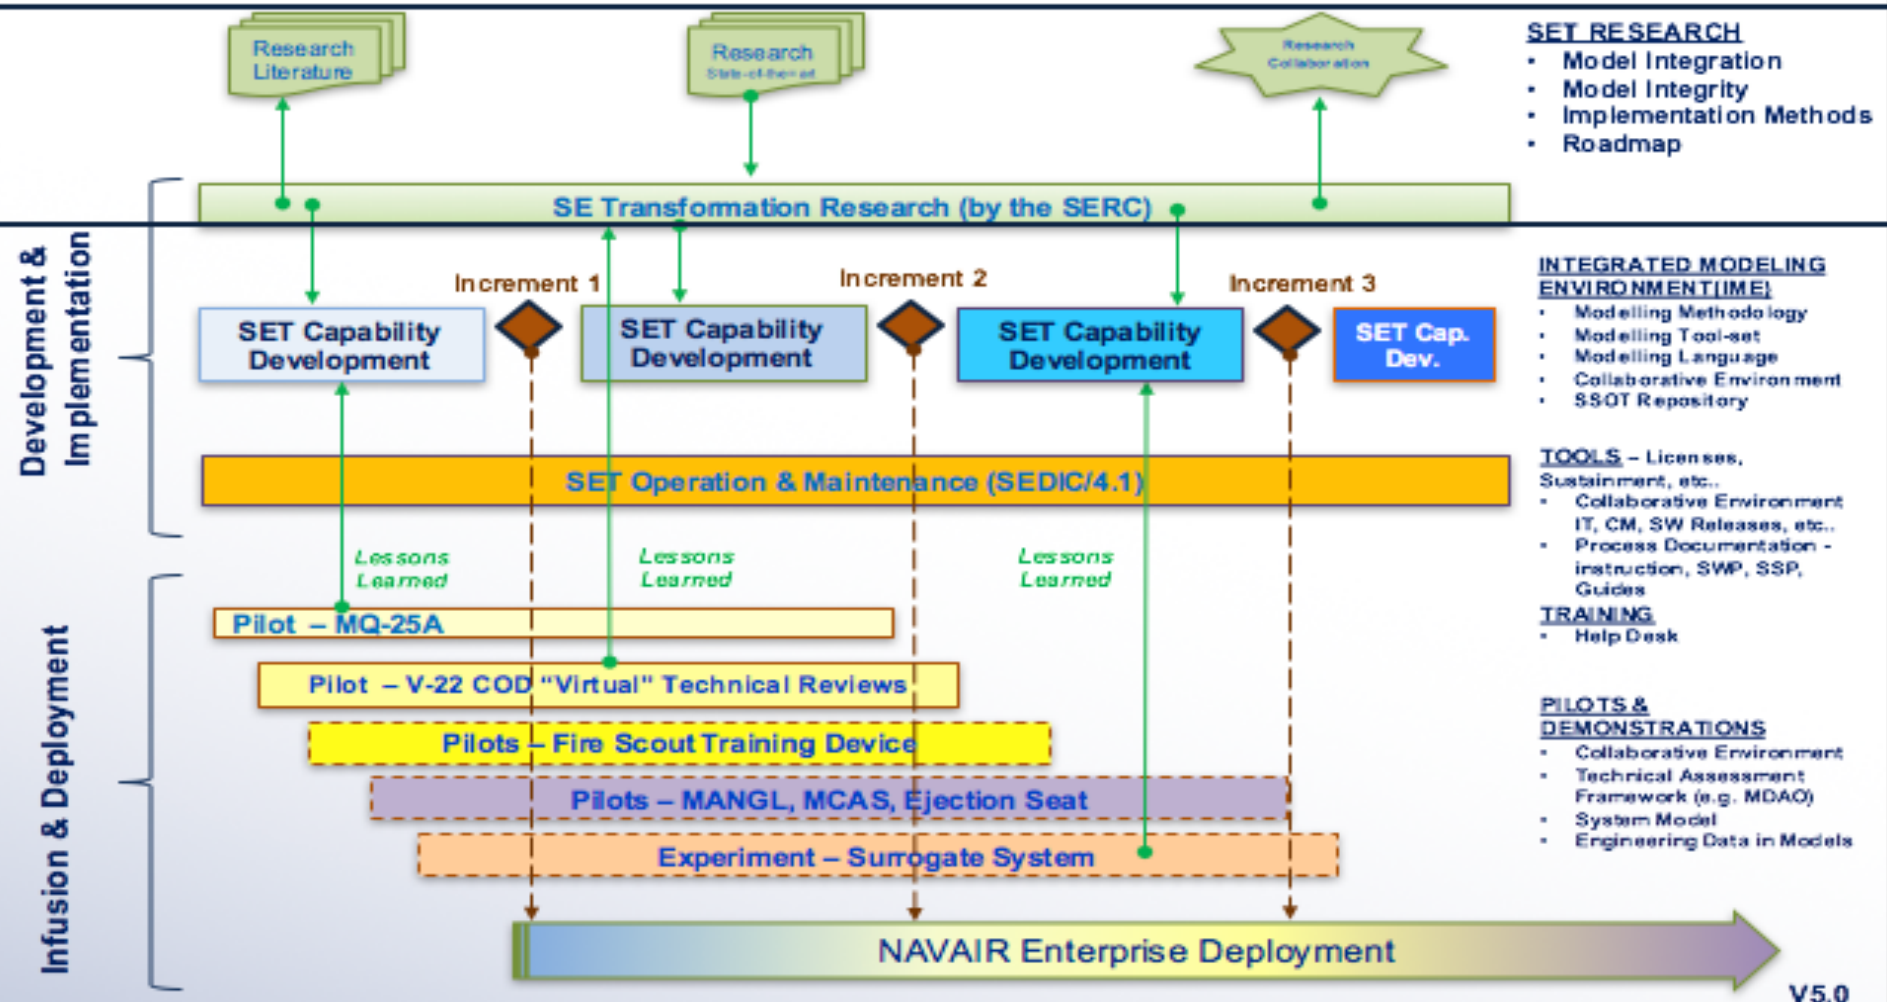 Research
Literature
Research
State-of-the-art
Research
Collaboration
SET RESEARCH
• Model Integration
• Model Integrity
• Implementation Methods
• Roadmap
SE Transformation Research (by the SERC)
Development &
Implementation
Increment 1
Increment 2
Increment 3
SET Capability
Development
SET Capability
Development
SET Capability
Development
SET Cap.
Dev.
INTEGRATED MODELING
ENVIRONMENT(IME)
• Modelling Methodology
• Modelling Tool-set
• Modelling Language
• Collaborative Environment
• SSOT Repository
SET Operation & Maintenance (SEDIC/4.1)
TOOLS – Licenses,
Sustainment, etc..
• Collaborative Environment
IT, CM, SW Releases, etc..
• Process Documentation -
instruction, SWP, SSP,
Guides
TRAINING
• Help Desk
Lessons
Learned
Lessons
Learned
Lessons
Learned
Infusion & Deployment
Pilot – MQ-25A
Pilot – V-22 COD “Virtual” Technical Reviews
Pilots – Fire Scout Training Device
Pilots – MANGL, MCAS, Ejection Seat
Experiment – Surrogate System
PILOTS &
DEMONSTRATIONS
• Collaborative Environment
• Technical Assessment
Framework (e.g. MDAO)
• System Model
• Engineering Data in Models
NAVAIR Enterprise Deployment
V5.0